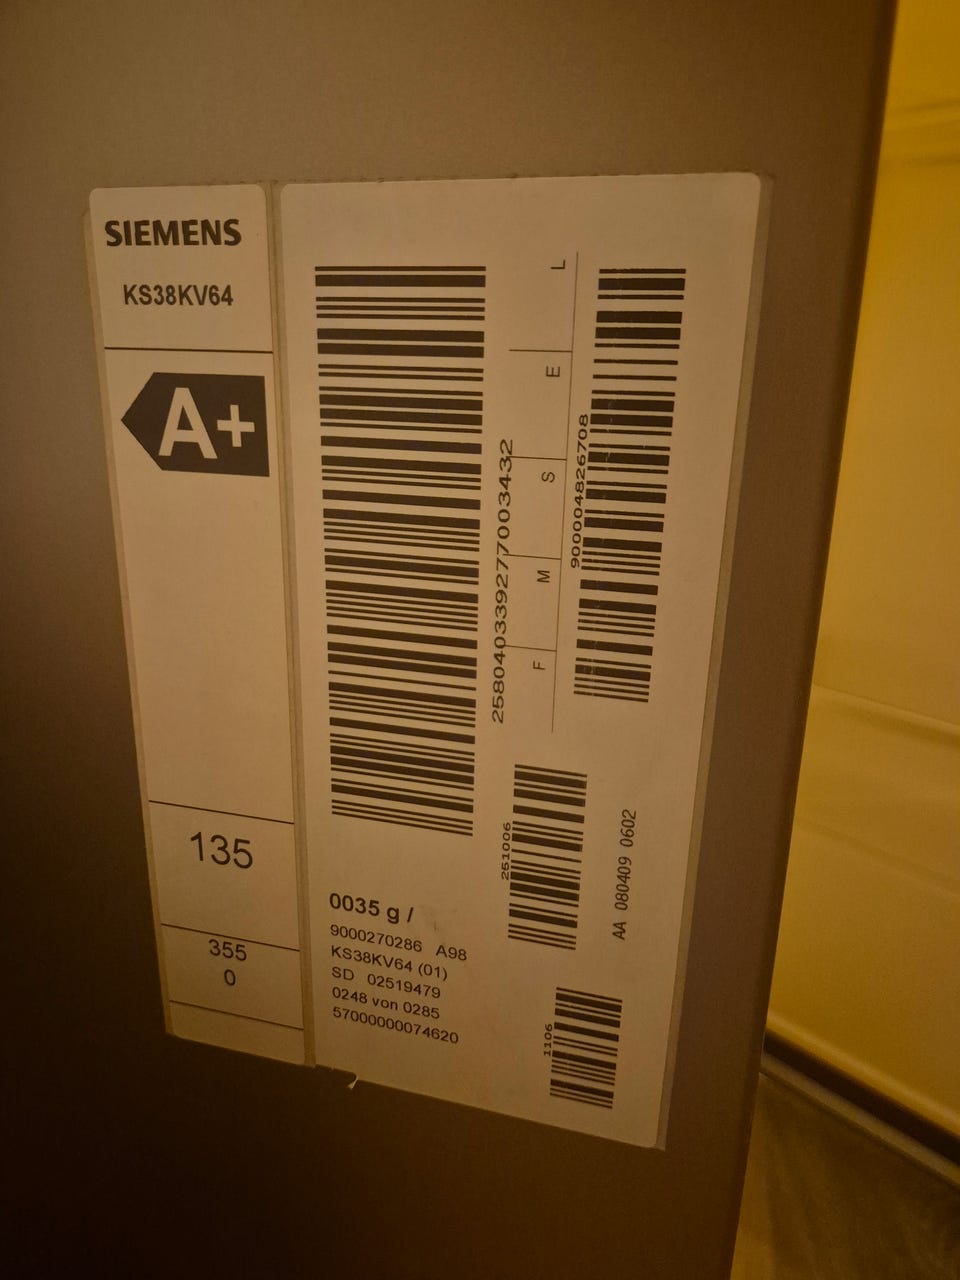 SIEMENS
KS38KV64
A+
135
355
0
258040339277003432
L
E
S
M
F
900004826708
251006
AA 080409 0602
1106
0035 g /
9000270286 A98
KS38KV64 (01)
SD 02519479
0248 von 0285
57000000074620